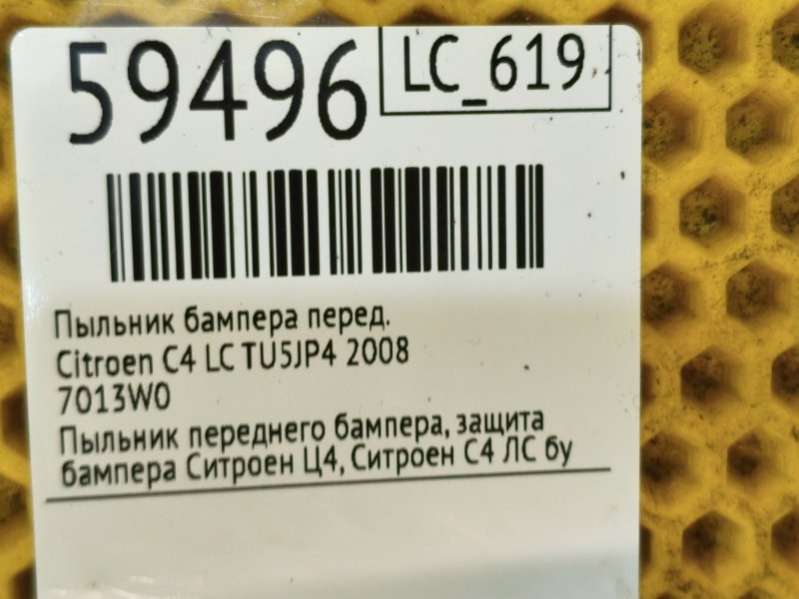 59496
LC_619
Пыльник бампера перед.
Citroen C4 LC TU5JP4 2008
7013W0
Пыльник переднего бампера, защита
бампера Ситроен Ц4, Ситроен С4 ЛС бу